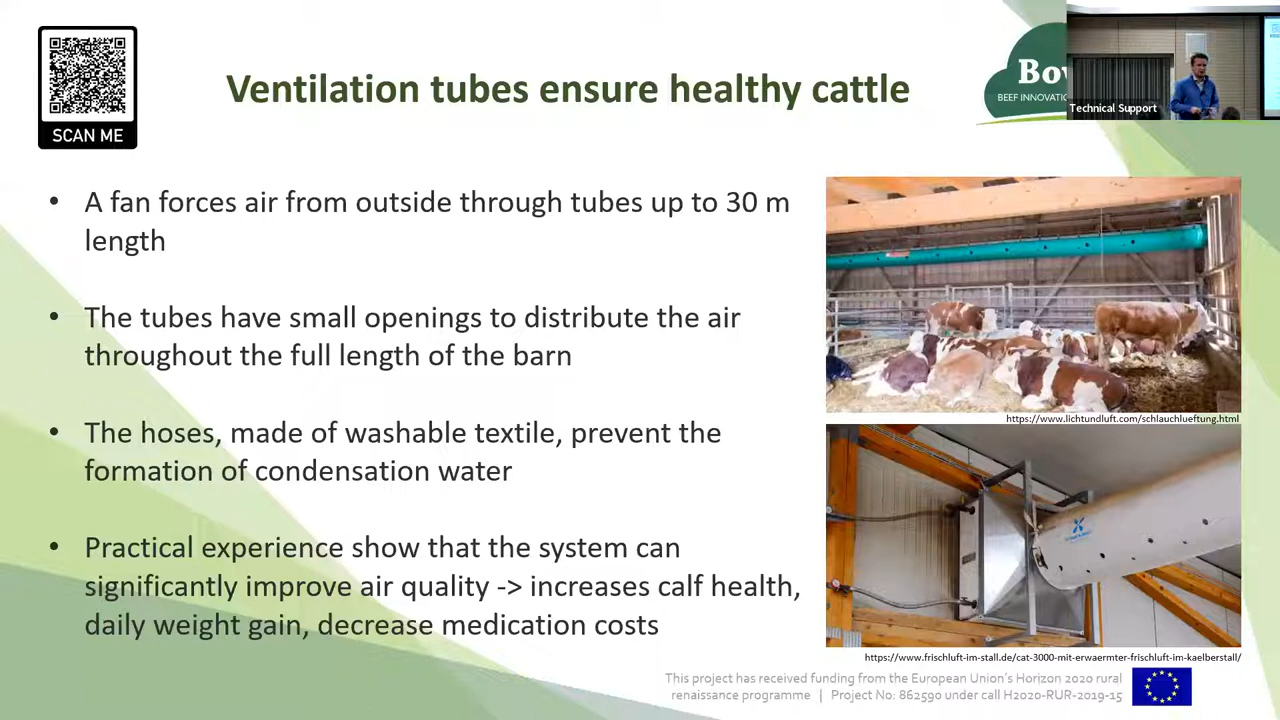 SCAN ME
Ventilation tubes ensure healthy cattle
BEEF INNOVATIO
Technical Support
• A fan forces air from outside through tubes up to 30 m
length
• The tubes have small openings to distribute the air
throughout the full length of the barn
• The hoses, made of washable textile, prevent the
formation of condensation water
• Practical experience show that the system can
significantly improve air quality -> increases calf health,
daily weight gain, decrease medication costs
https://www.lichtundluft.com/schlauchlueftung.html
https://www.frischluft-im-stall.de/cat-3000-mit-erwaermter-frischluft-im-kaelberstall/
This project has received funding from the European Union's Horizon 2020 rural
renaissance programme | Project No: 862590 under call H2020-RUR-2019-15